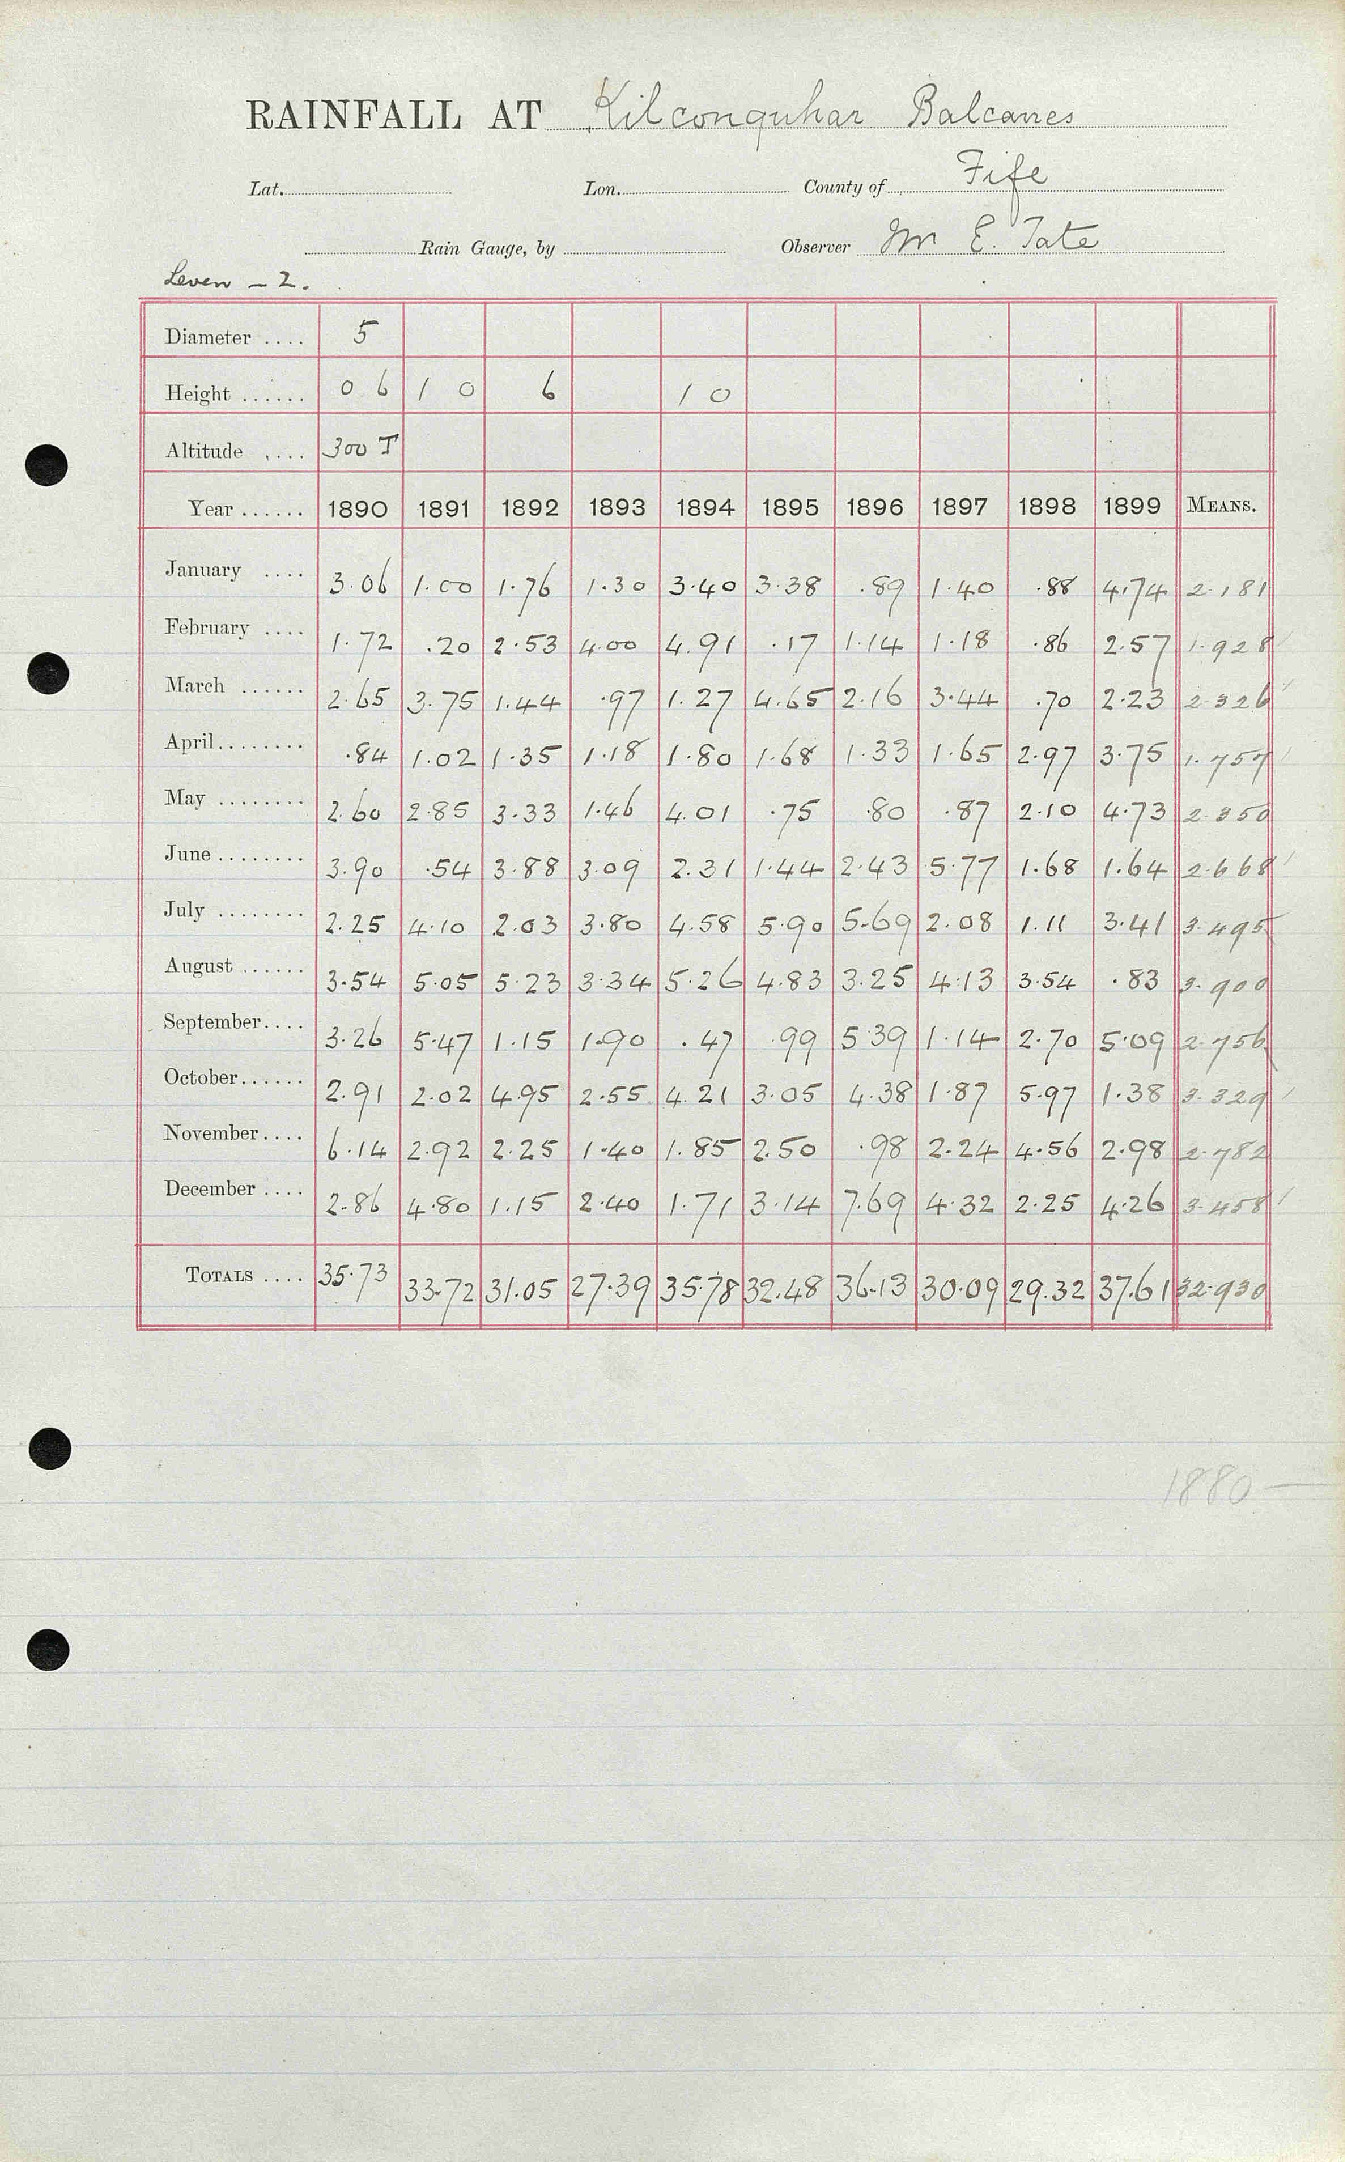 RAINFALL AT Kilconquhar Balcarres
Lat. Lon. County of Fife
Rain Gauge, by Observer Mr E. Tate
Leven - 2.
Diameter .... 5
Height ...... 0 6 1 0 6 1 0
Altitude .... 300 T
Year ...... 1890 1891 1892 1893 1894 1895 1896 1897 1898 1899 MEANS.
January .... 3.06 1.00 1.76 1.30 3.40 3.38 .89 1.40 .88 4.74 2.181
February .... 1.72 .20 2.53 4.00 4.91 .17 1.14 1.18 .86 2.57 1.928
March ...... 2.65 3.75 1.44 .97 1.27 4.65 2.16 3.44 .70 2.23 2.326
April........ .84 1.02 1.35 1.18 1.80 1.68 1.33 1.65 2.97 3.75 1.757
May ........ 2.60 2.85 3.33 1.46 4.01 .75 .80 .87 2.10 4.73 2.350
June ........ 3.90 .54 3.88 3.09 2.31 1.44 2.43 5.77 1.68 1.64 2.668
July ........ 2.25 4.10 2.03 3.80 4.58 5.90 5.69 2.08 1.11 3.41 3.495
August ...... 3.54 5.05 5.23 3.34 5.26 4.83 3.25 4.13 3.54 .83 3.900
September.... 3.26 5.47 1.15 1.90 .47 .99 5.39 1.14 2.70 5.09 2.756
October...... 2.91 2.02 4.95 2.55 4.21 3.05 4.38 1.87 5.97 1.38 3.329
November.... 6.14 2.92 2.25 1.40 1.85 2.50 .98 2.24 4.56 2.98 2.782
December .... 2.86 4.80 1.15 2.40 1.71 3.14 7.69 4.32 2.25 4.26 3.458
TOTALS .... 35.73 33.72 31.05 27.39 35.78 32.48 36.13 30.09 29.32 37.61 32.930
1880 —